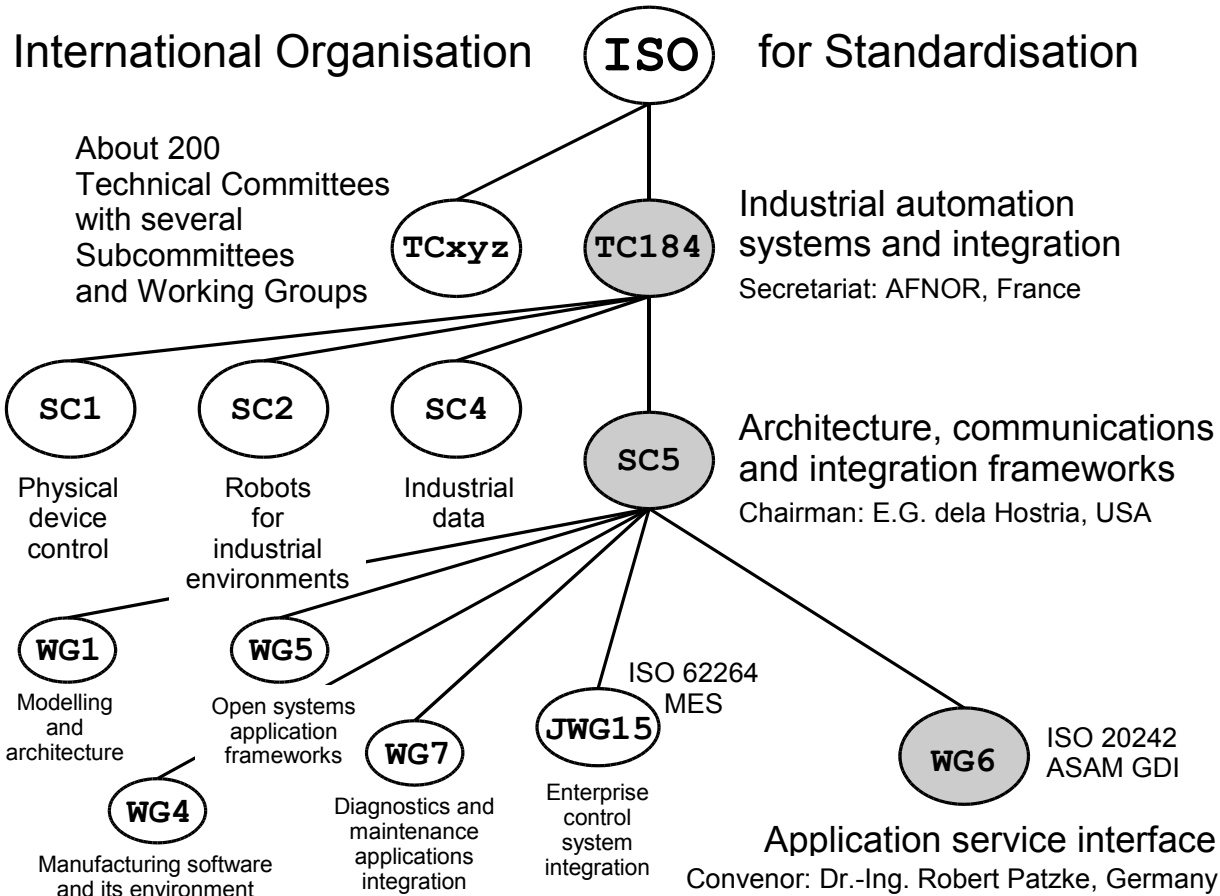 International Organisation ISO for Standardisation
About 200
Technical Committees
with several
Subcommittees
and Working Groups
TCxyz
TC184
Industrial automation
systems and integration
Secretariat: AFNOR, France
SC1
Physical
device
control
SC2
Robots
for
industrial
environments
SC4
Industrial
data
SC5
Architecture, communications
and integration frameworks
Chairman: E.G. dela Hostria, USA
WG1
Modelling
and
architecture
WG5
Open systems
application
frameworks
WG4
Manufacturing software
and its environment
WG7
Diagnostics and
maintenance
applications
integration
ISO 62264
MES
JWG15
Enterprise
control
system
integration
WG6
ISO 20242
ASAM GDI
Application service interface
Convenor: Dr.-Ing. Robert Patzke, Germany